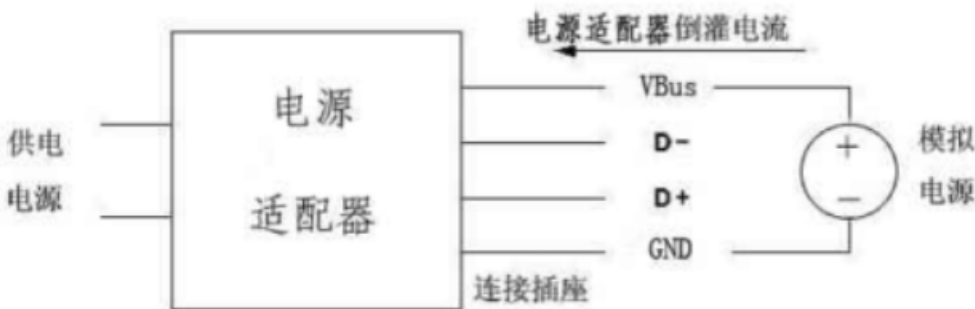 电源适配器倒灌电流
VBus
电源
供电
D-
+
模拟
电源
D+
-
电源
适配器
GND
连接插座